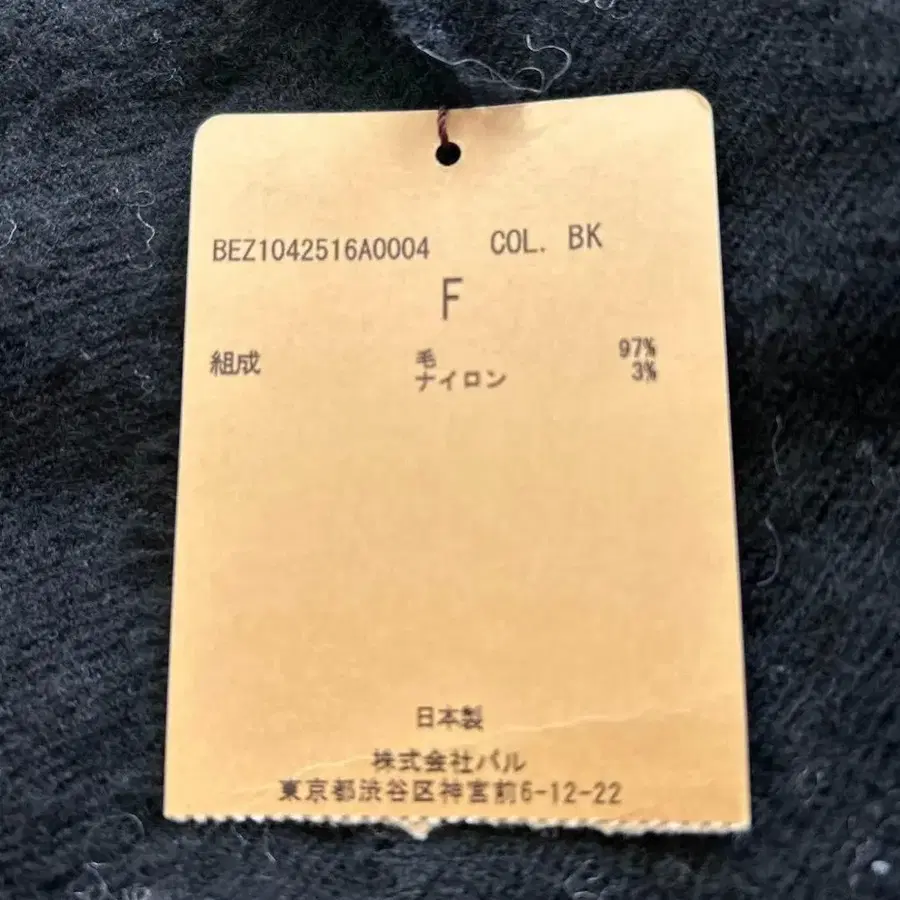 BEZ1042516A0004 COL. BK
F
組成 毛 97%
ナイロン 3%
日本製
株式会社パル
東京都渋谷区神宮前6-12-22